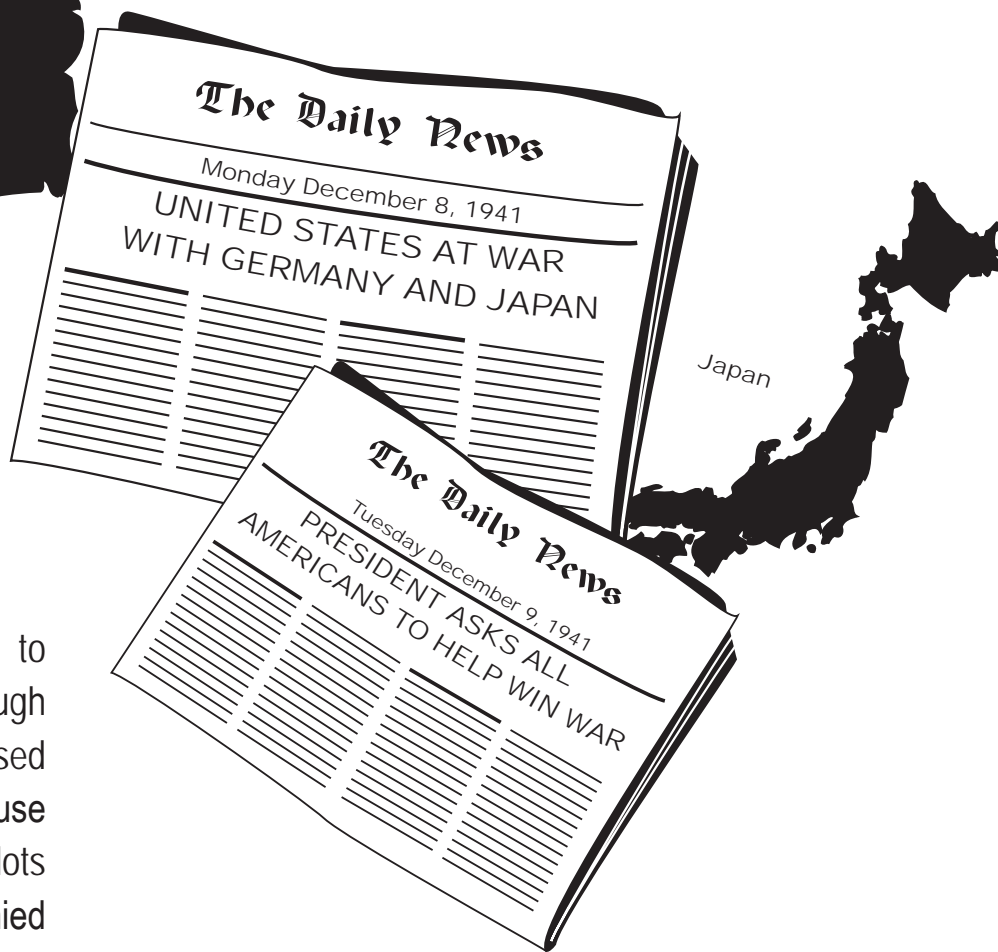 The Daily News
Monday December 8, 1941
UNITED STATES AT WAR
WITH GERMANY AND JAPAN
Japan
The Daily News
Tuesday December 9, 1941
PRESIDENT ASKS ALL
AMERICANS TO HELP WIN WAR
to
ugh
sed
use
lots
ied